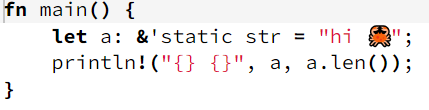 fn main() {
    let a: &'static str = "hi 🦀";
    println!("{} {}", a, a.len());
}